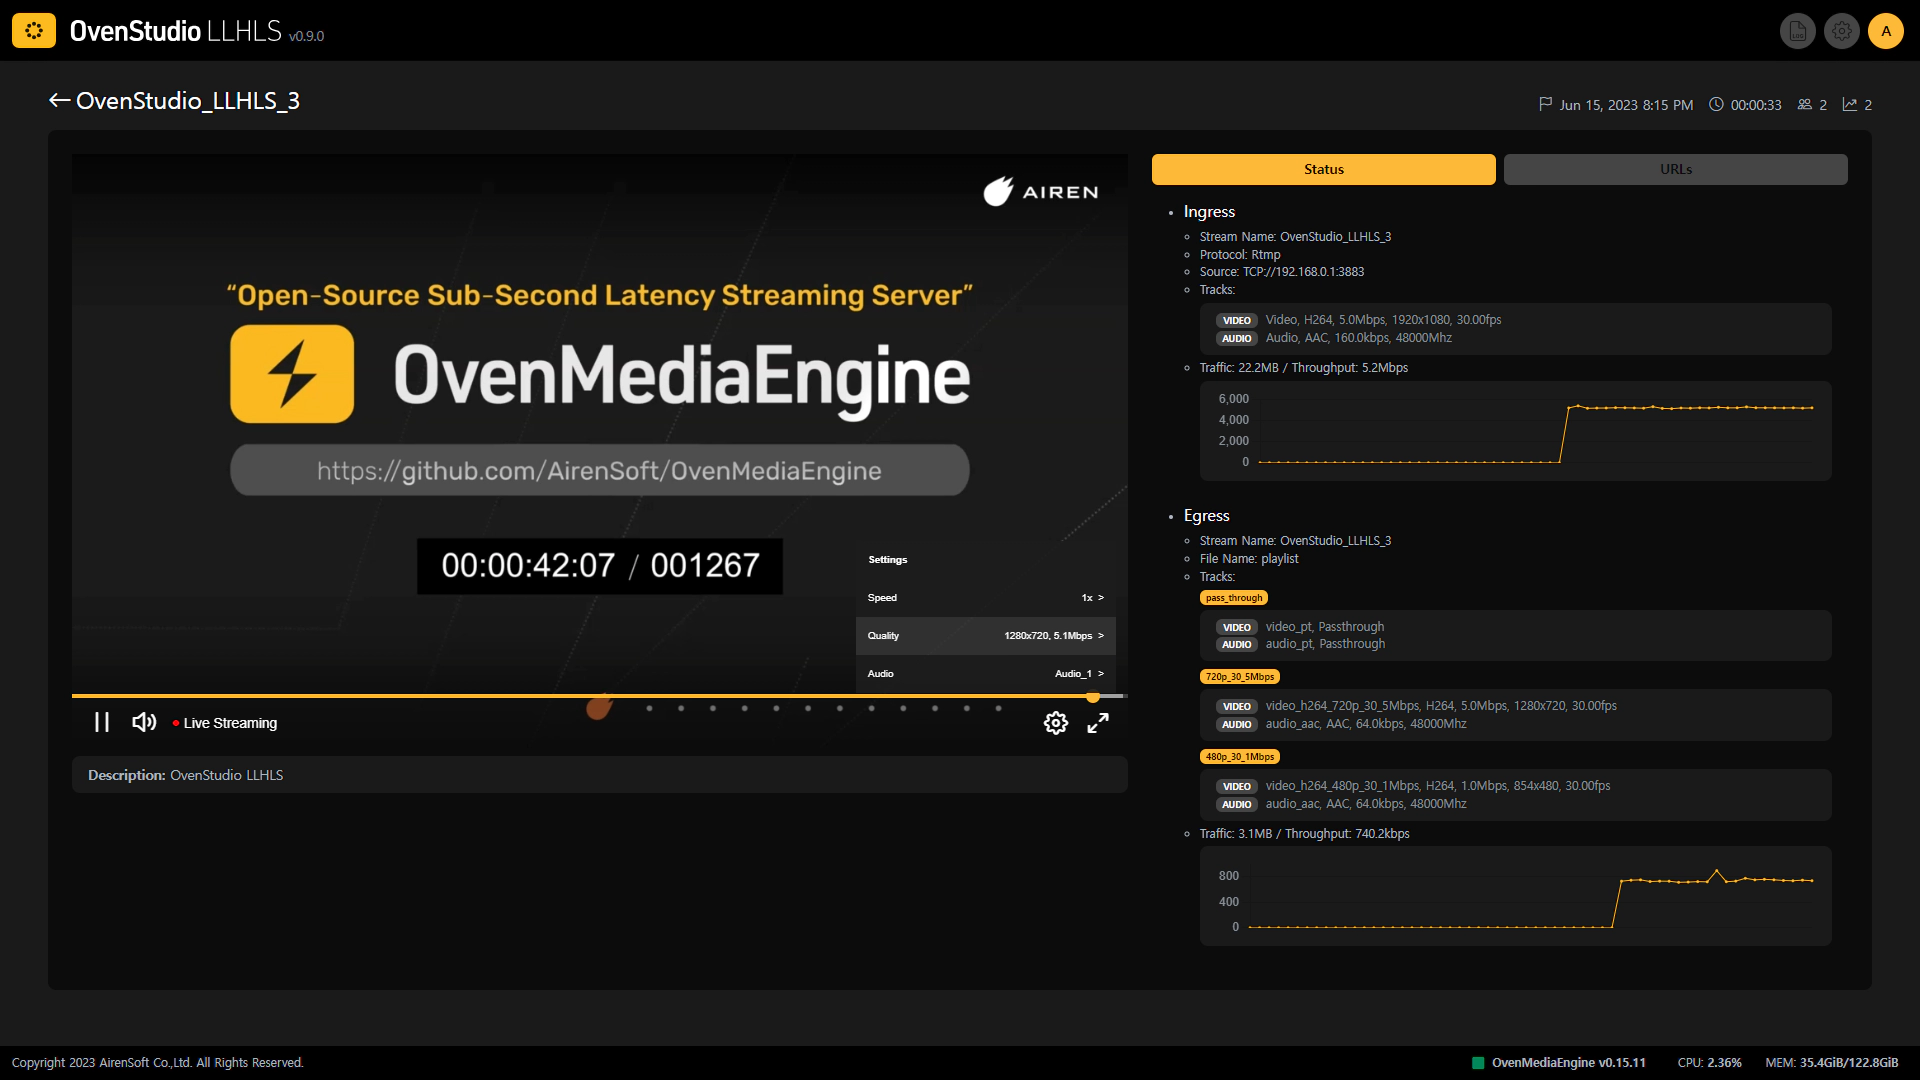 OvenStudio LLHLS v0.9.0
LOG
A
OvenStudio_LLHLS_3
Jun 15, 2023 8:15 PM 00:00:33 2 2
AIREN
“Open-Source Sub-Second Latency Streaming Server”
OvenMediaEngine
https://github.com/AirenSoft/OvenMediaEngine
00:00:42:07 / 001267
Settings
Speed 1x >
Quality 1280x720, 5.1Mbps >
Audio Audio_1 >
Live Streaming
Description: OvenStudio LLHLS
Status
URLs
Ingress
Stream Name: OvenStudio_LLHLS_3
Protocol: Rtmp
Source: TCP://192.168.0.1:3883
Tracks:
VIDEO Video, H264, 5.0Mbps, 1920x1080, 30.00fps
AUDIO Audio, AAC, 160.0kbps, 48000Mhz
Traffic: 22.2MB / Throughput: 5.2Mbps
6,000
4,000
2,000
0
Egress
Stream Name: OvenStudio_LLHLS_3
File Name: playlist
Tracks:
pass_through
VIDEO video_pt, Passthrough
AUDIO audio_pt, Passthrough
720p_30_5Mbps
VIDEO video_h264_720p_30_5Mbps, H264, 5.0Mbps, 1280x720, 30.00fps
AUDIO audio_aac, AAC, 64.0kbps, 48000Mhz
480p_30_1Mbps
VIDEO video_h264_480p_30_1Mbps, H264, 1.0Mbps, 854x480, 30.00fps
AUDIO audio_aac, AAC, 64.0kbps, 48000Mhz
Traffic: 3.1MB / Throughput: 740.2kbps
800
400
0
Copyright 2023 AirenSoft Co.,Ltd. All Rights Reserved.
OvenMediaEngine v0.15.11 CPU: 2.36% MEM: 35.4GiB/122.8GiB